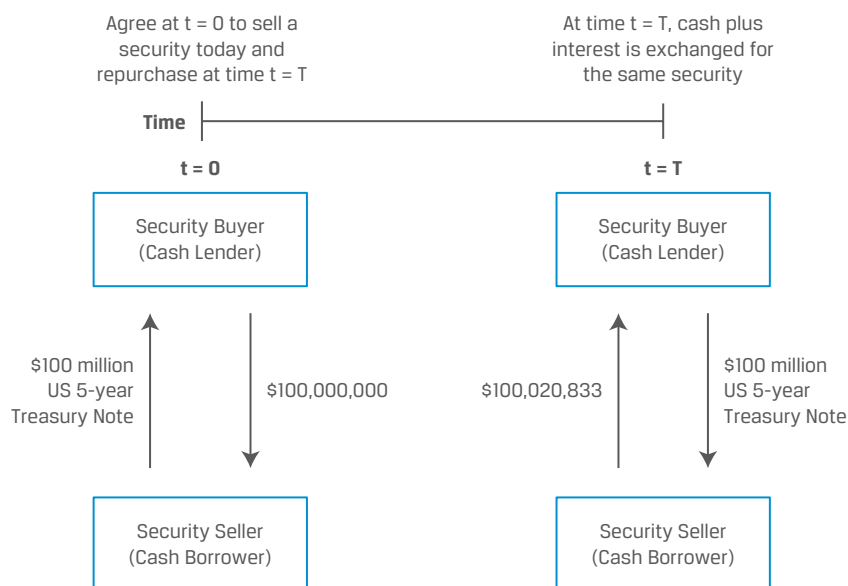 Agree at t = 0 to sell a
security today and
repurchase at time t = T
At time t = T, cash plus
interest is exchanged for
the same security
Time
t = 0
t = T
Security Buyer
(Cash Lender)
Security Buyer
(Cash Lender)
$100 million
US 5-year
Treasury Note
$100,000,000
$100,020,833
$100 million
US 5-year
Treasury Note
Security Seller
(Cash Borrower)
Security Seller
(Cash Borrower)